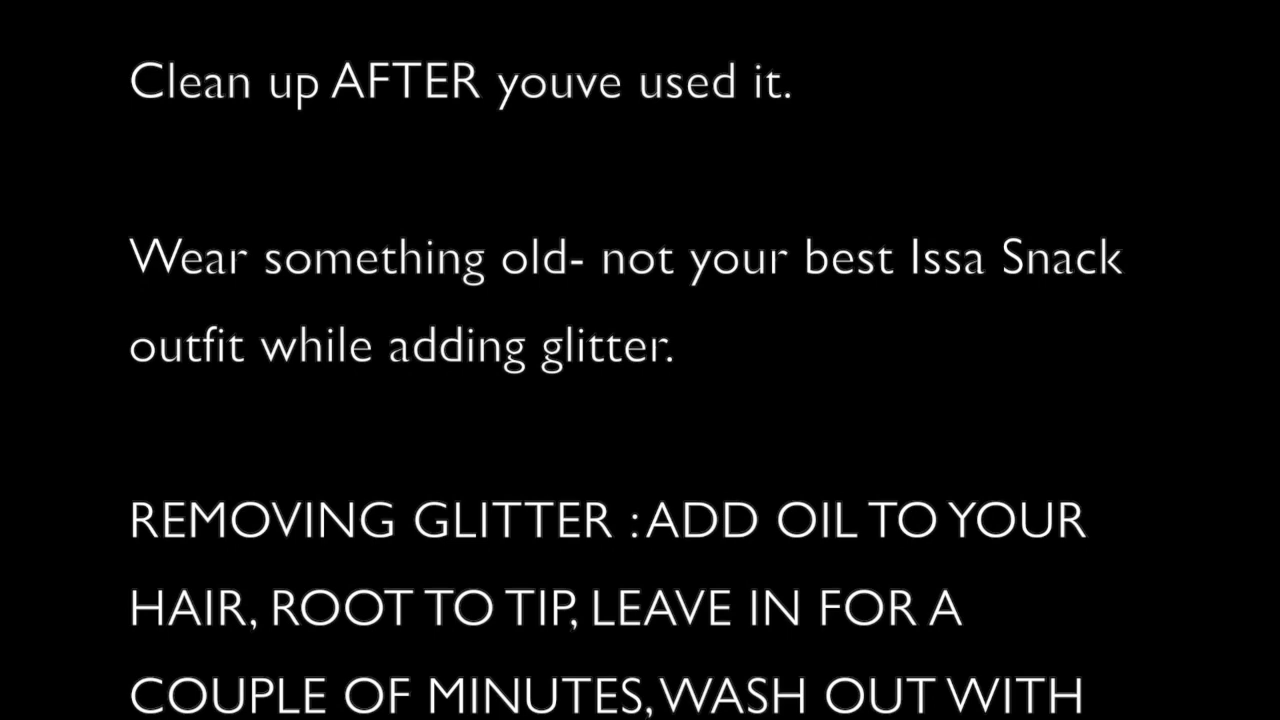 Clean up AFTER youve used it.
Wear something old- not your best Issa Snack
outfit while adding glitter.
REMOVING GLITTER : ADD OIL TO YOUR
HAIR, ROOT TO TIP, LEAVE IN FOR A
COUPLE OF MINUTES, WASH OUT WITH